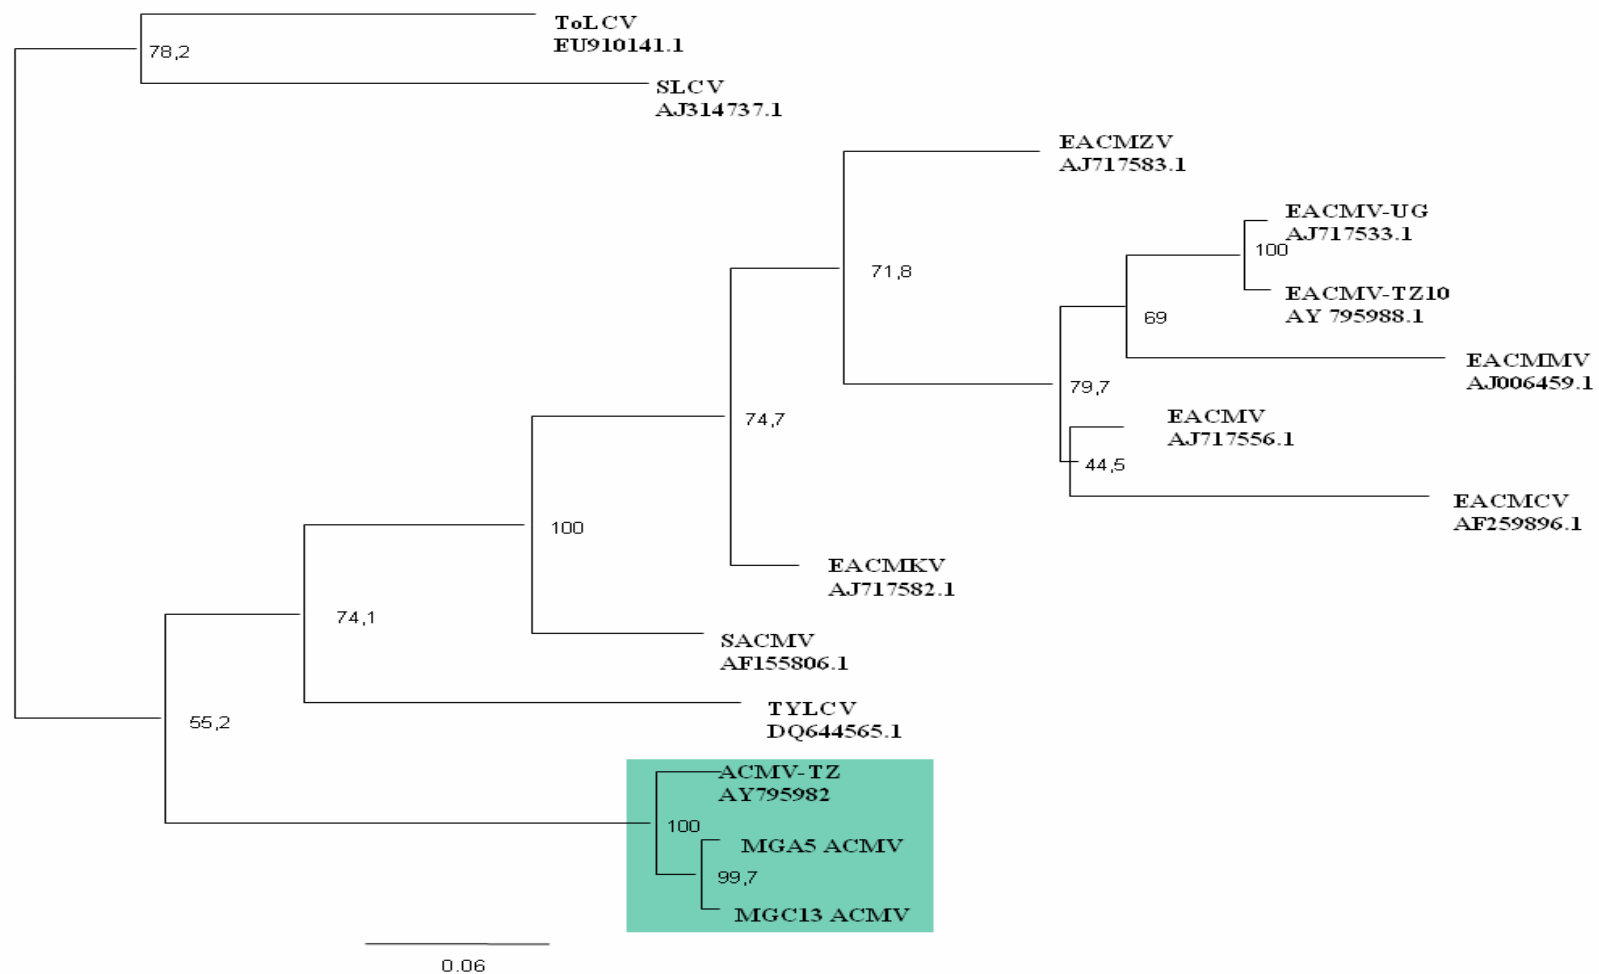 ToLCV
EU910141.1
78,2
SLCV
AJ314737.1
EACMZV
AJ717583.1
EACMV-UG
AJ717533.1
100
71,8
EACMV-TZ10
AY 795988.1
69
EACMMV
AJ006459.1
79,7
EACMV
AJ717556.1
74,7
44,5
EACMCV
AF259896.1
100
EACMKV
AJ717582.1
74,1
SACMV
AF155806.1
TYLCV
DQ644565.1
55,2
ACMV-TZ
AY795982
100
MGA5 ACMV
99,7
MGC13 ACMV
0.06